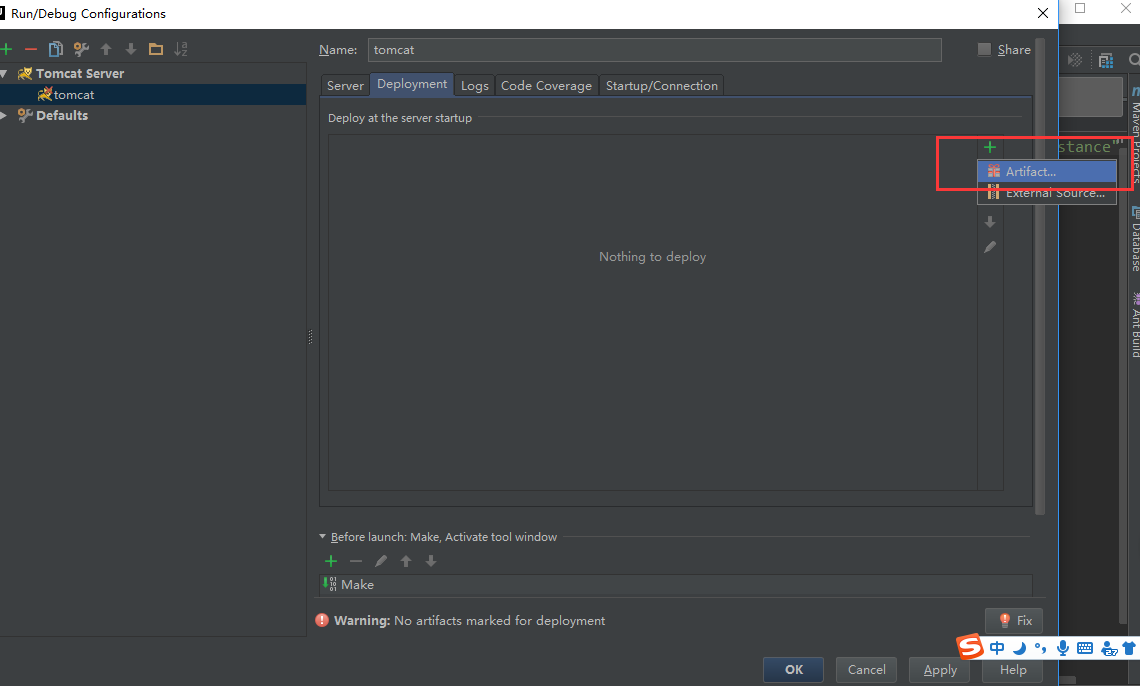 Run/Debug Configurations
Name: tomcat
Share
Tomcat Server
tomcat
Defaults
Server Deployment Logs Code Coverage Startup/Connection
Deploy at the server startup
stance"
Artifact...
External Source...
Nothing to deploy
Maven Projects
Database
Ant Build
Before launch: Make, Activate tool window
Make
Warning: No artifacts marked for deployment
Fix
中
OK Cancel Apply Help